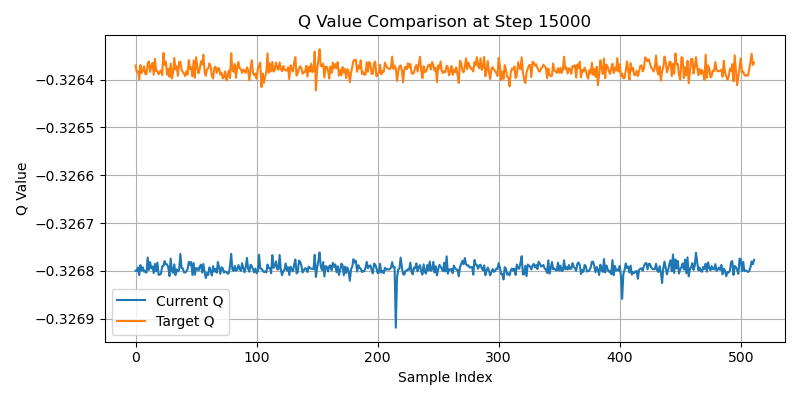 Q Value Comparison at Step 15000
−0.3264
−0.3265
−0.3266
−0.3267
−0.3268
−0.3269
Q Value
Current Q
Target Q
0 100 200 300 400 500
Sample Index